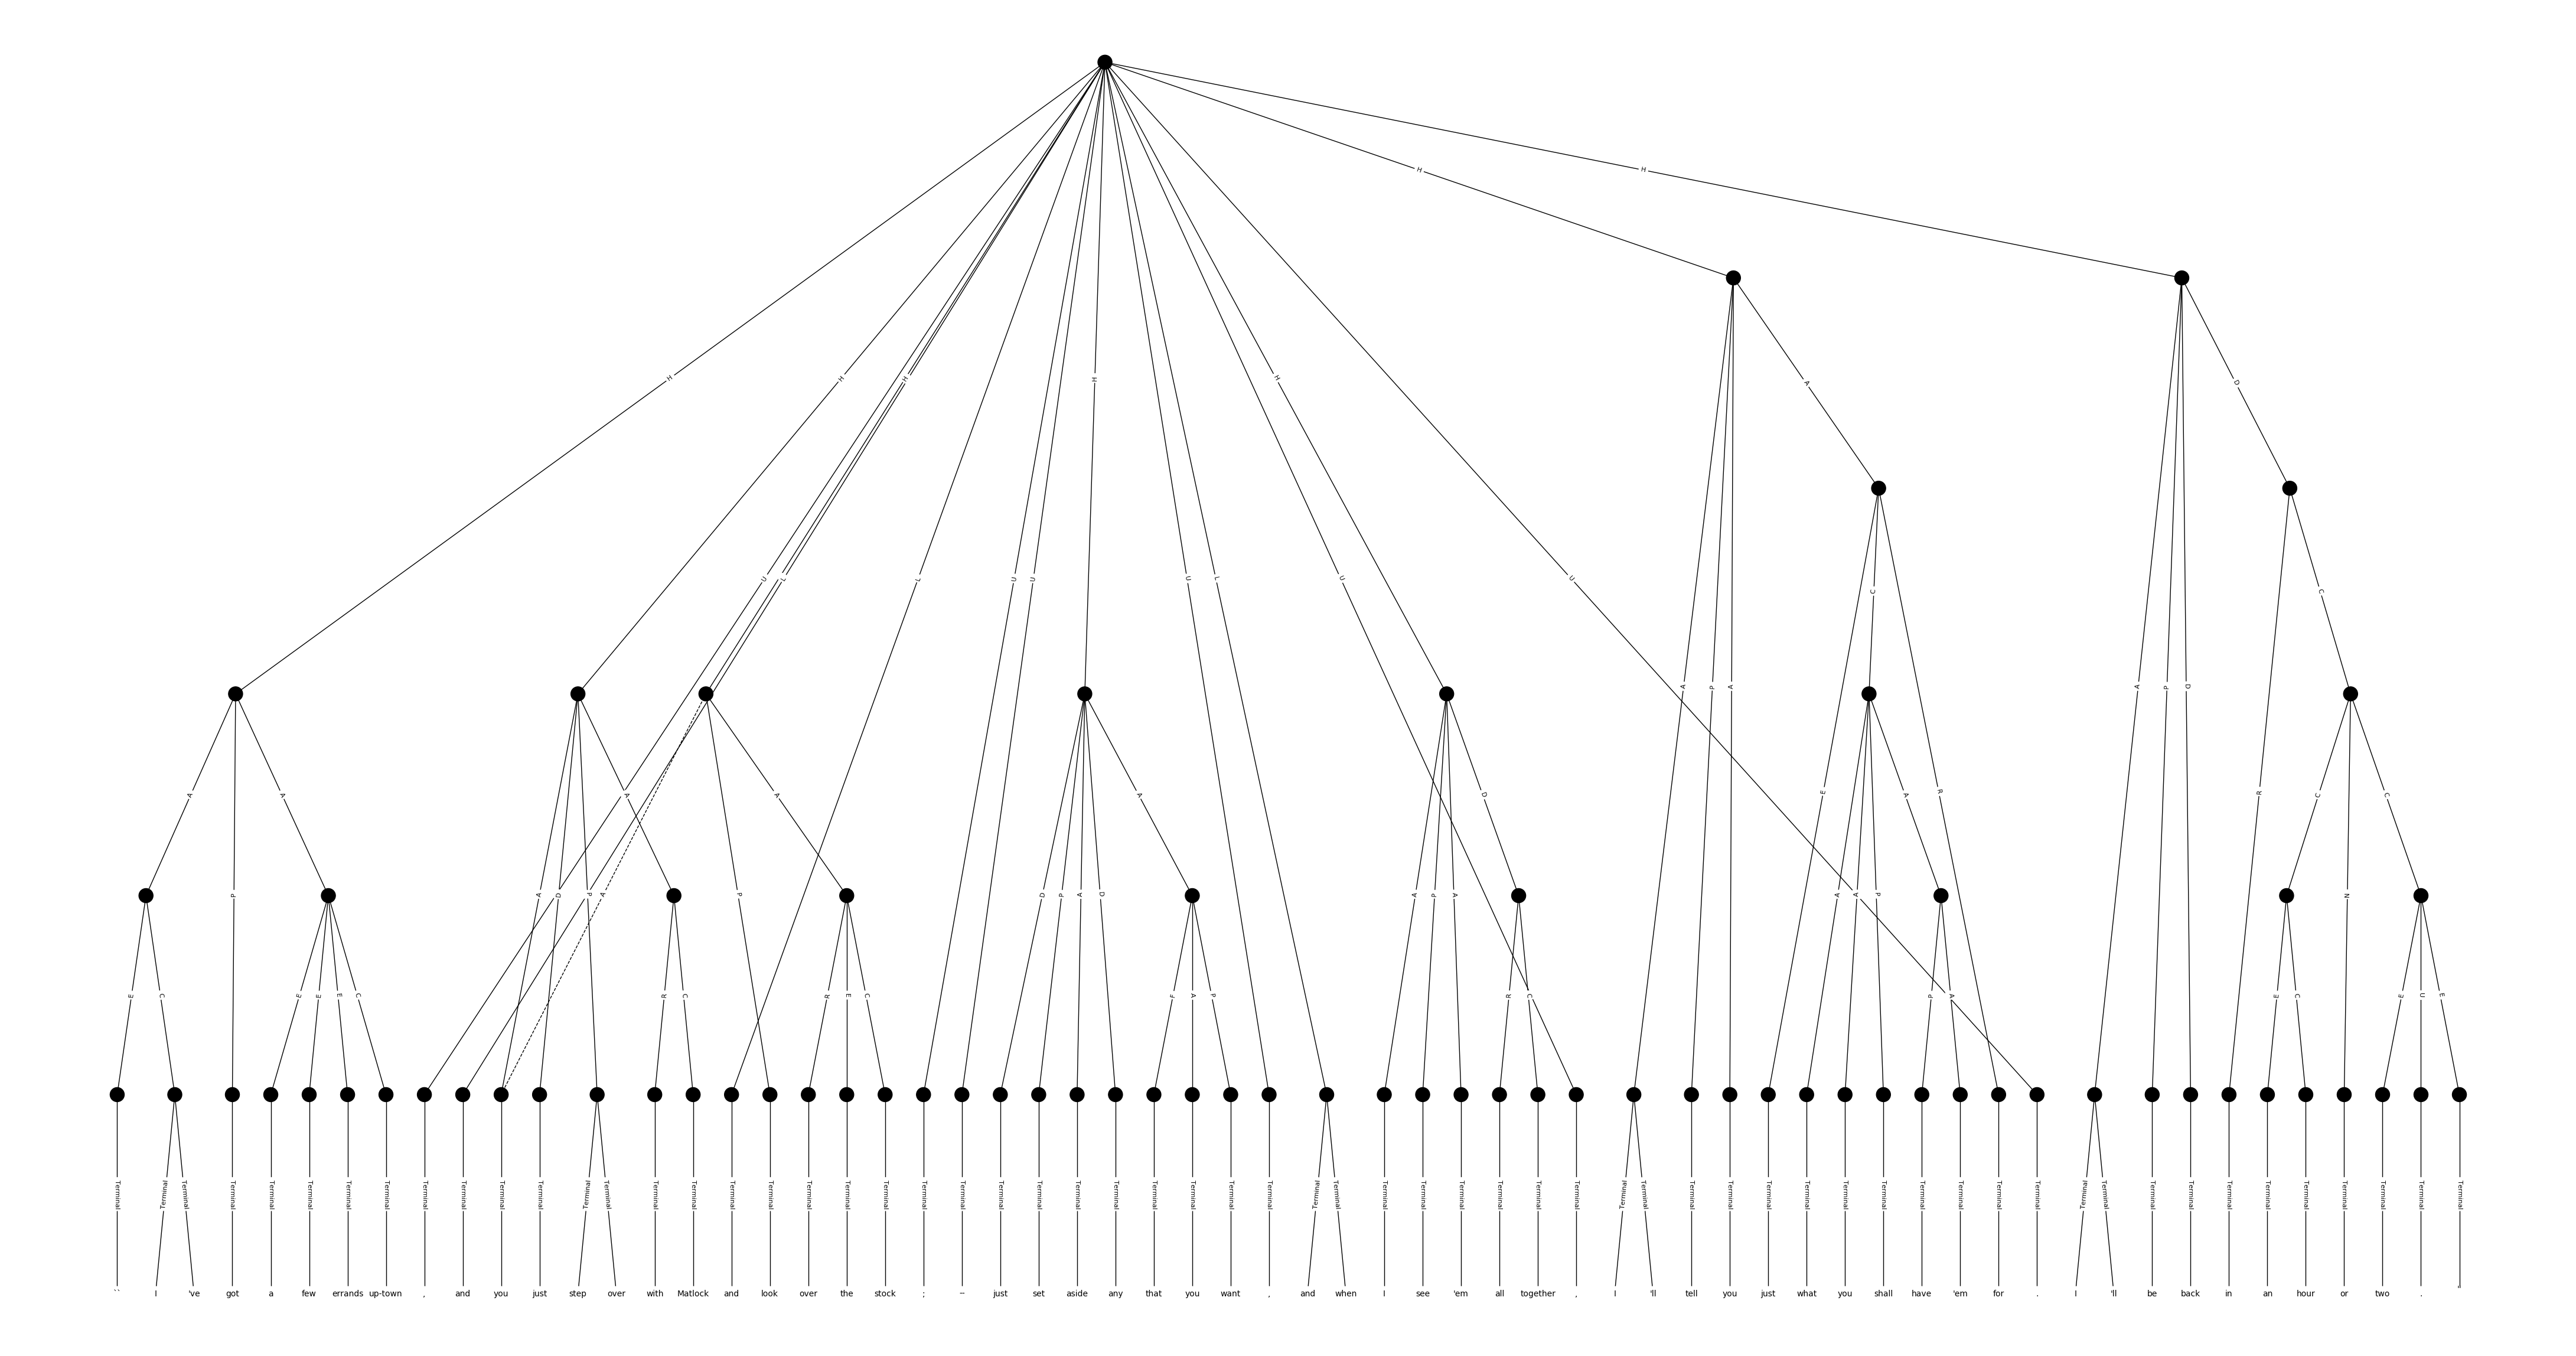 H H
H H H H H
D A
U L L U U H U L U U C C
A P A E
A A A A D A A R R C C
A P A A D P A P D P A D A P A A A P N
E C E E E C R C R E C F A P R C P A E C E U E
Terminal Terminal Terminal Terminal Terminal Terminal Terminal Terminal Terminal Terminal Terminal Terminal Terminal Terminal Terminal Terminal Terminal Terminal Terminal Terminal Terminal Terminal Terminal Terminal Terminal Terminal Terminal Terminal Terminal Terminal Terminal Terminal Terminal Terminal Terminal Terminal Terminal Terminal Terminal Terminal Terminal Terminal Terminal Terminal Terminal Terminal Terminal Terminal Terminal Terminal Terminal Terminal Terminal Terminal Terminal Terminal Terminal Terminal Terminal Terminal Terminal Terminal
`` I 've got a few errands up-town , and you just step over with Matlock and look over the stock ; -- just set aside any that you want , and when I see 'em all together , I 'll tell you just what you shall have 'em for . I 'll be back in an hour or two . "